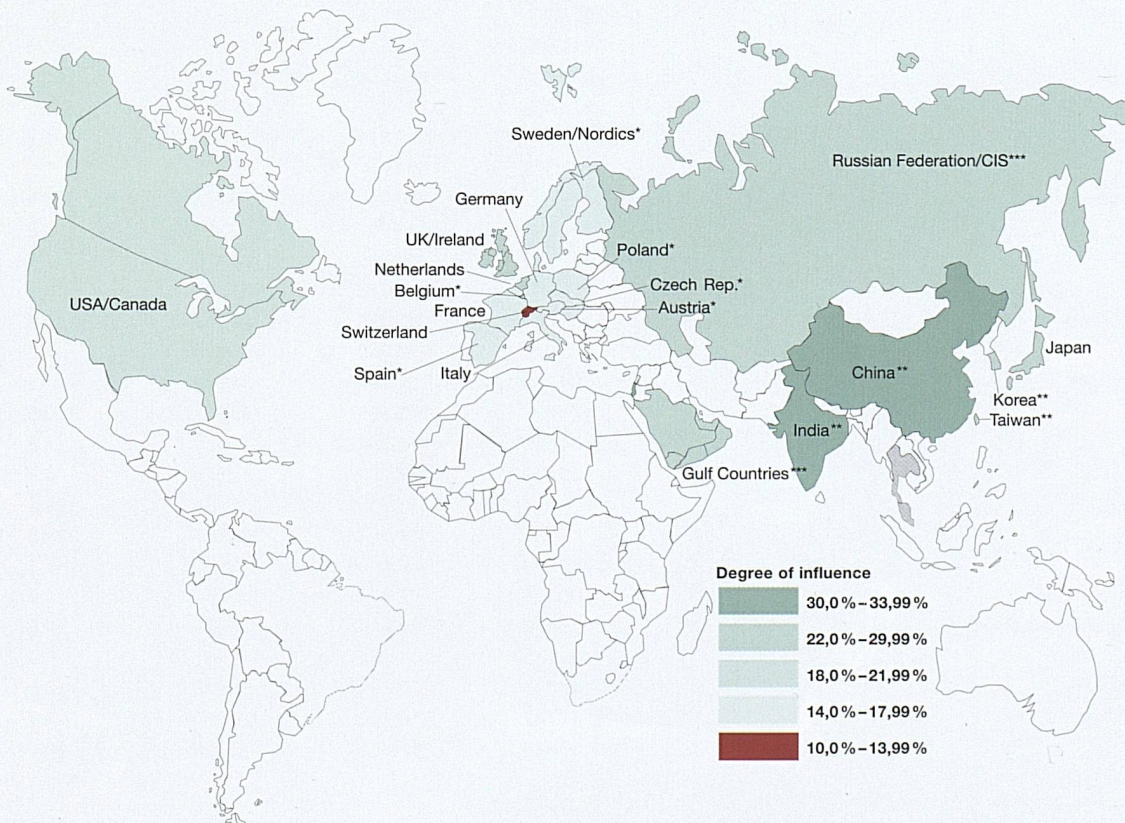 Sweden/Nordics*
Russian Federation/CIS***
Germany
UK/Ireland
Poland*
Netherlands
Belgium*
Czech Rep.*
USA/Canada
France
Austria*
Switzerland
Japan
Spain*
Italy
China**
Korea**
Taiwan**
India**
Gulf Countries***
Degree of influence
30,0 % – 33,99 %
22,0 % – 29,99 %
18,0 % – 21,99 %
14,0 % – 17,99 %
10,0 % – 13,99 %